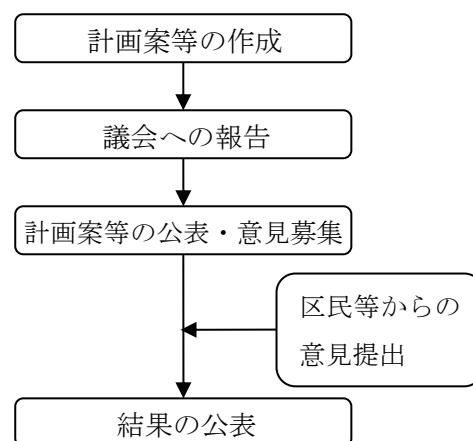 計画案等の作成
議会への報告
計画案等の公表・意見募集
区民等からの
意見提出
結果の公表